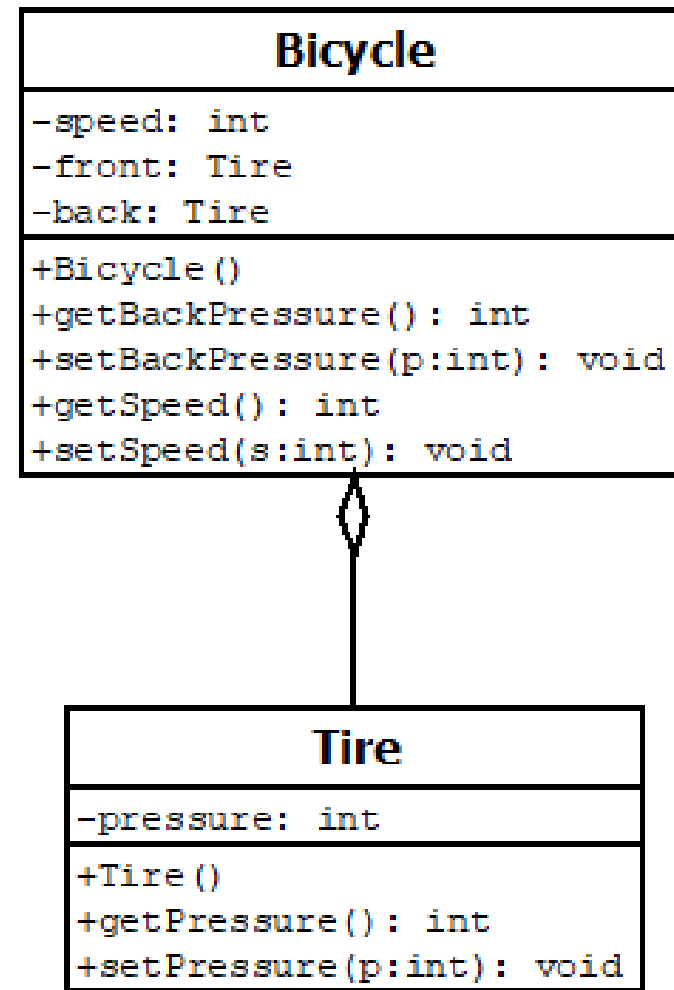 Bicycle
-speed: int
-front: Tire
-back: Tire
+Bicycle()
+getBackPressure(): int
+setBackPressure(p:int): void
+getSpeed(): int
+setSpeed(s:int): void
Tire
-pressure: int
+Tire()
+getPressure(): int
+setPressure(p:int): void